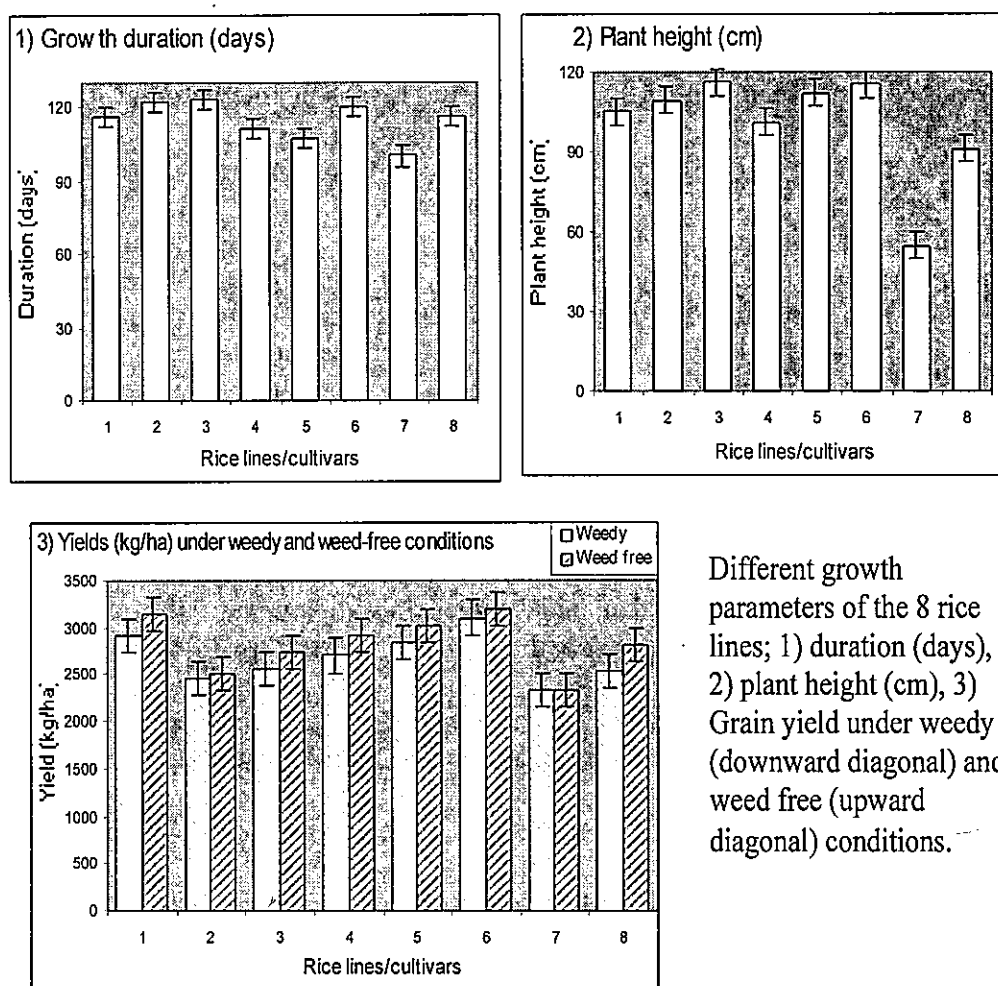 1) Growth duration (days)
120
90
60
30
0
Duration (days)
1 2 3 4 5 6 7 8
Rice lines/cultivars
2) Plant height (cm)
120
90
60
30
0
Plant height (cm)
1 2 3 4 5 6 7 8
Rice lines/cultivars
3) Yields (kg/ha) under weedy and weed-free conditions
Weedy
Weed free
3500
3000
2500
2000
1500
1000
500
0
Yield (kg/ha)
1 2 3 4 5 6 7 8
Rice lines/cultivars
Different growth
parameters of the 8 rice
lines; 1) duration (days),
2) plant height (cm), 3)
Grain yield under weedy
(downward diagonal) and
weed free (upward
diagonal) conditions.